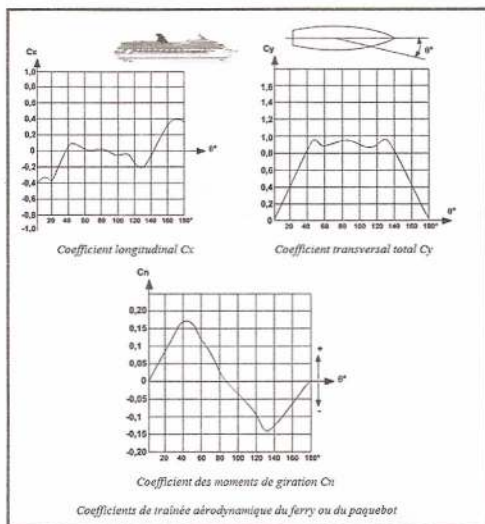 Cx
1,0
0,8
0,6
0,4
0,2
0
-0,2
-0,4
-0,6
-0,8
-1,0
20 40 60 80 100 120 140 160 180°
θ°
Coefficient longitudinal Cx
θ°
Cy
1,6
1,4
1,2
1,0
0,8
0,6
0,4
0,2
0
20 40 60 80 100 120 140 160 180°
θ°
Coefficient transversal total Cy
Cn
0,20
0,15
0,10
0,05
0
-0,05
-0,10
-0,15
-0,20
20 40 60 80 100 120 140 160 180°
+
θ°
-
Coefficient des moments de giration Cn
Coefficients de traînée aérodynamique du ferry ou du paquebot